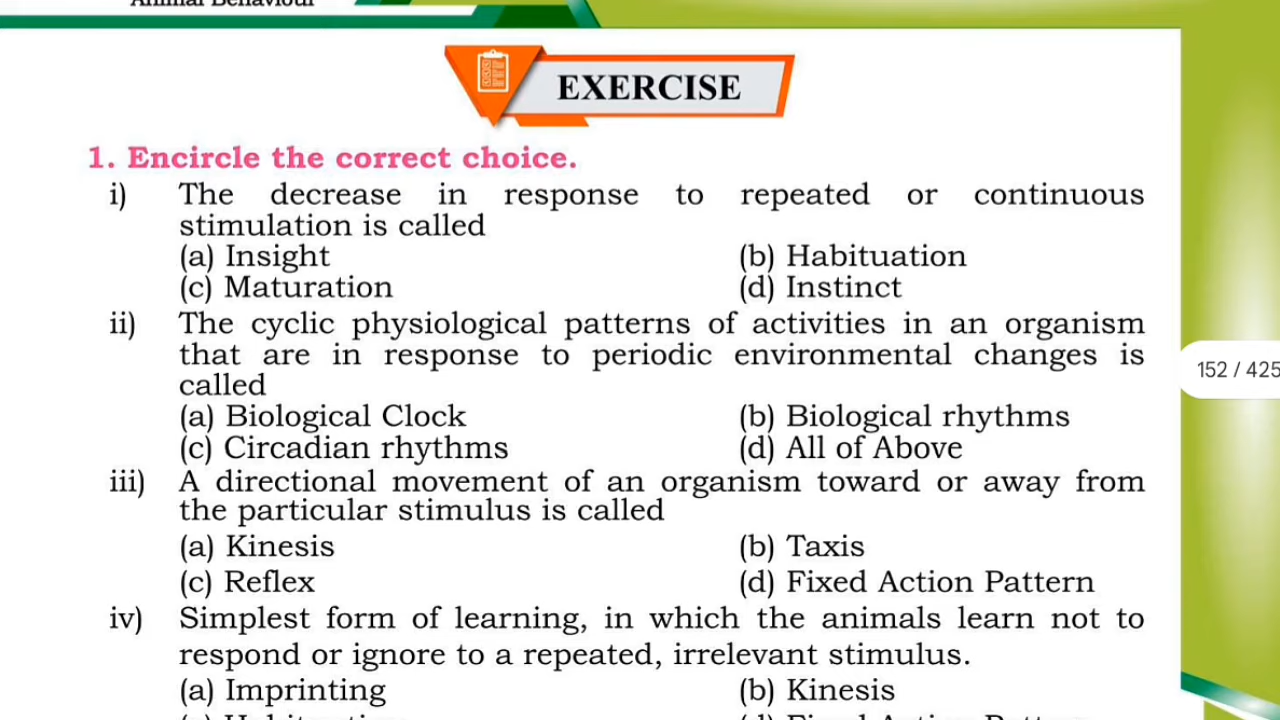 Animal Behaviour
EXERCISE
1. Encircle the correct choice.
i) The decrease in response to repeated or continuous
stimulation is called
(a) Insight (b) Habituation
(c) Maturation (d) Instinct
ii) The cyclic physiological patterns of activities in an organism
that are in response to periodic environmental changes is
called
(a) Biological Clock (b) Biological rhythms
(c) Circadian rhythms (d) All of Above
iii) A directional movement of an organism toward or away from
the particular stimulus is called
(a) Kinesis (b) Taxis
(c) Reflex (d) Fixed Action Pattern
152 / 425
iv) Simplest form of learning, in which the animals learn not to
respond or ignore to a repeated, irrelevant stimulus.
(a) Imprinting (b) Kinesis